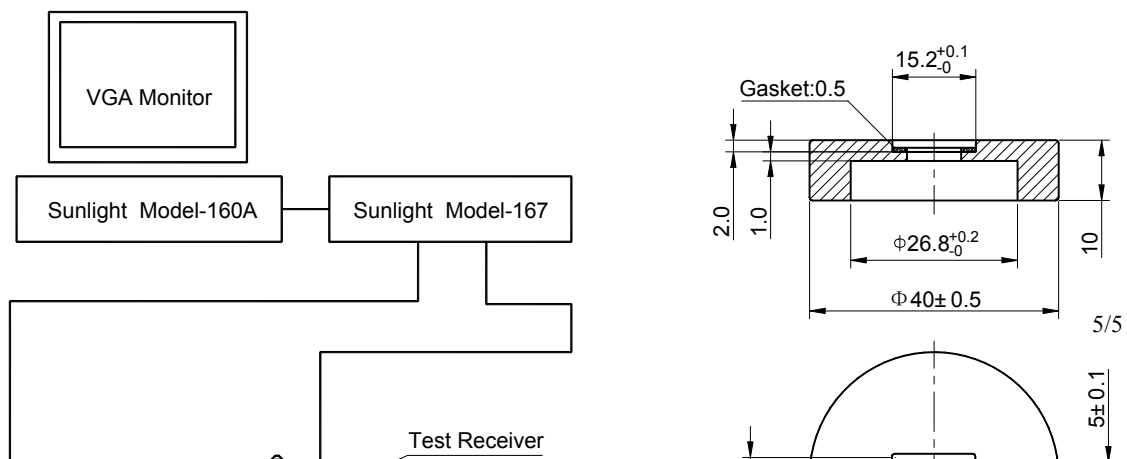 VGA Monitor
Sunlight Model-160A
Sunlight Model-167
Test Receiver
15.2+0.1 -0
Gasket:0.5
2.0
1.0
Φ26.8+0.2 -0
10
Φ40±0.5
5/5
5±0.1